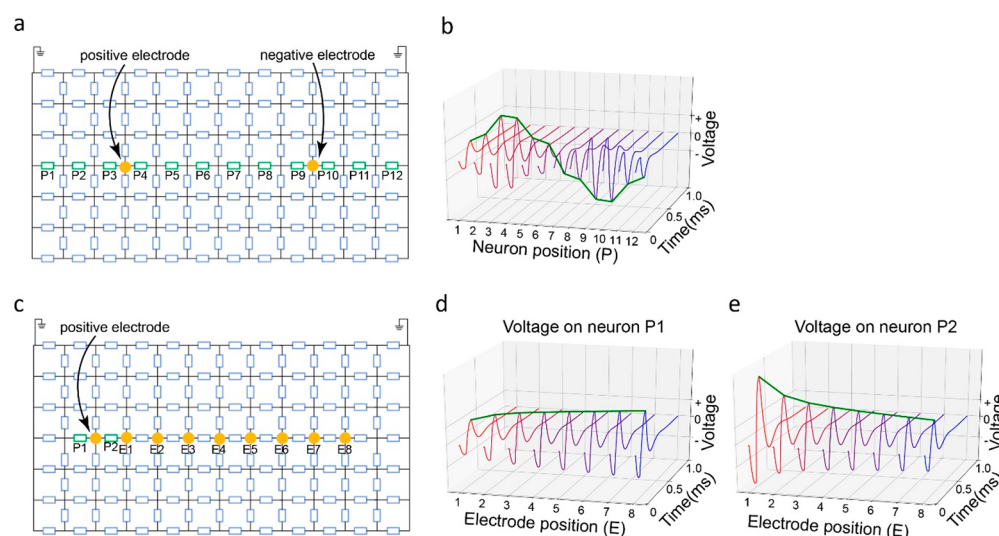 a
positive electrode
negative electrode
P1 P2 P3 P4 P5 P6 P7 P8 P9 P10 P11 P12
b
+
0
-
Voltage
1.0
0.5
0
Time(ms)
1 2 3 4 5 6 7 8 9 10 11 12
Neuron position (P)
c
positive electrode
P1 P2 E1 E2 E3 E4 E5 E6 E7 E8
d
Voltage on neuron P1
+
0
-
Voltage
1.0
0.5
0
Time(ms)
1 2 3 4 5 6 7 8
Electrode position (E)
e
Voltage on neuron P2
+
0
-
Voltage
1.0
0.5
0
Time(ms)
1 2 3 4 5 6 7 8
Electrode position (E)